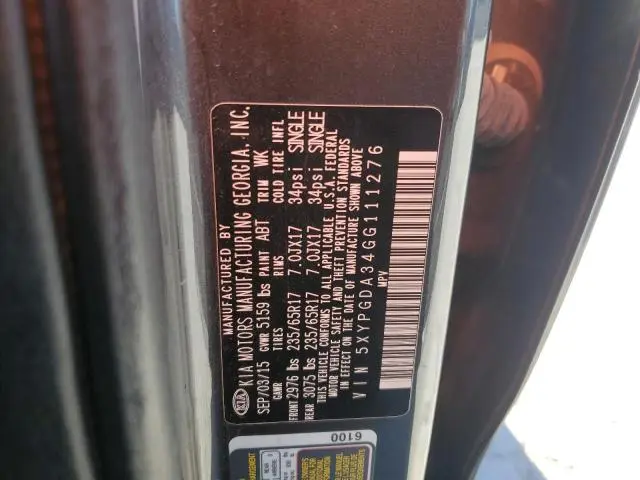 MANUFACTURED BY
KIA KIA MOTORS MANUFACTURING GEORGIA, INC.
SEP/03/15 GVWR 5159 lbs PAINT ABT TRIM WK
GAWR TIRES RIMS COLD TIRE INFL
FRONT 2976 lbs 235/65R17 7.0JX17 34psi SINGLE
REAR 3075 lbs 235/65R17 7.0JX17 34psi SINGLE
THIS VEHICLE CONFORMS TO ALL APPLICABLE U.S.A. FEDERAL
MOTOR VEHICLE SAFETY AND THEFT PREVENTION STANDARDS
IN EFFECT ON THE DATE OF MANUFACTURE SHOWN ABOVE
VIN 5XYPGDA34GG111276
MPV
6100